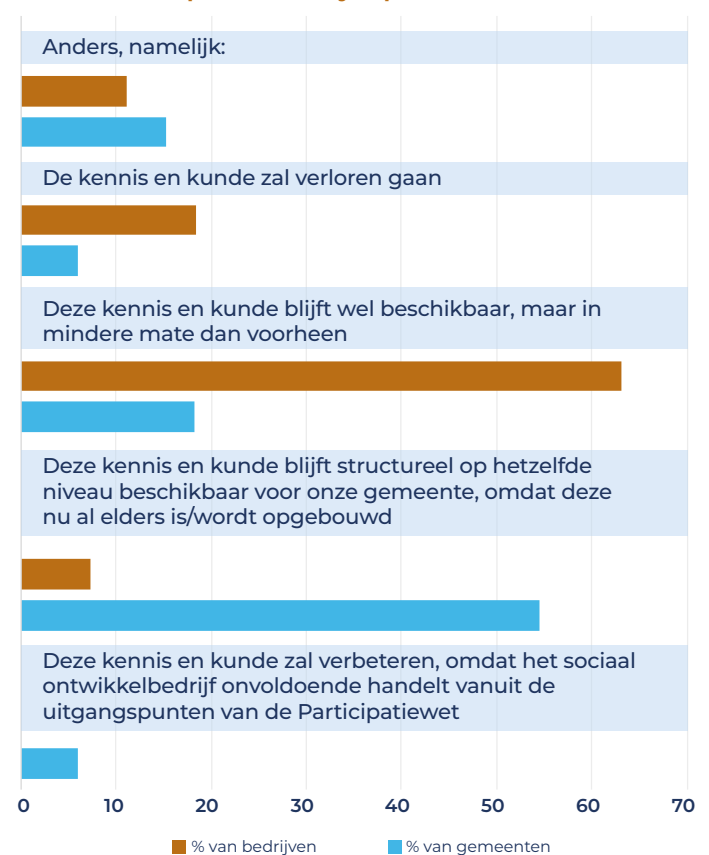 Anders, namelijk:
De kennis en kunde zal verloren gaan
Deze kennis en kunde blijft wel beschikbaar, maar in
mindere mate dan voorheen
Deze kennis en kunde blijft structureel op hetzelfde
niveau beschikbaar voor onze gemeente, omdat deze
nu al elders is/wordt opgebouwd
Deze kennis en kunde zal verbeteren, omdat het sociaal
ontwikkelbedrijf onvoldoende handelt vanuit de
uitgangspunten van de Participatiewet
0 10 20 30 40 50 60 70
% van bedrijven % van gemeenten